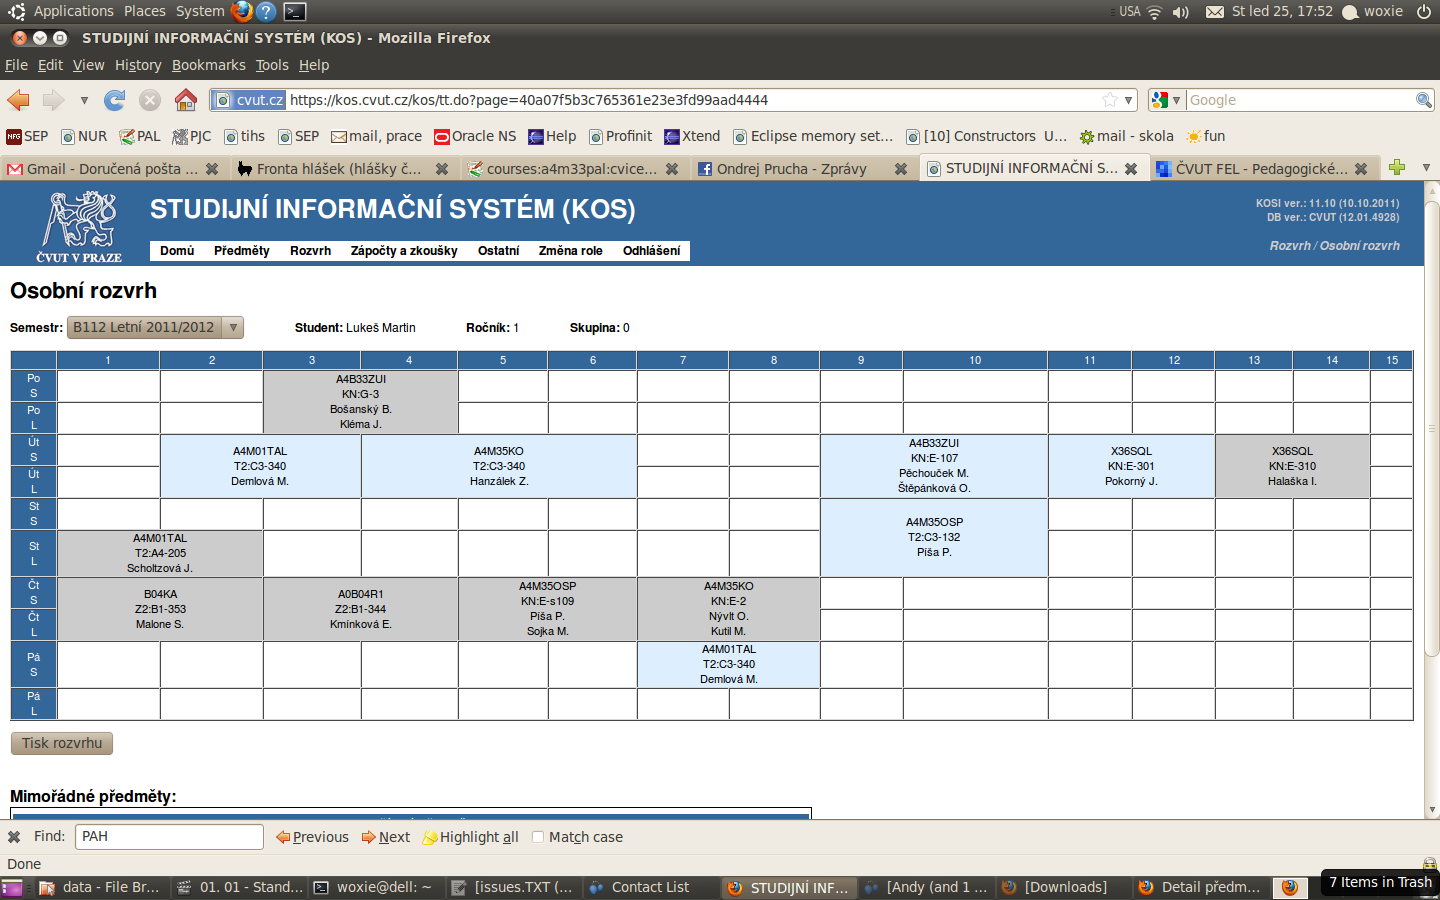 Applications Places System USA St led 25, 17:52 woxie
STUDIJNÍ INFORMAČNÍ SYSTÉM (KOS) - Mozilla Firefox
File Edit View History Bookmarks Tools Help
cvut.cz https://kos.cvut.cz/kos/tt.do?page=40a07f5b3c765361e23e3fd99aad4444 Google
SEP NUR PAL PJC tihs SEP mail, prace Oracle NS Help Profinit Xtend Eclipse memory set... [10] Constructors U... mail - skola fun
Gmail - Doručená pošta ... Fronta hlášek (hlášky č... courses:a4m33pal:cvice... Ondrej Prucha - Zprávy STUDIJNÍ INFORMAČNÍ S... ČVUT FEL - Pedagogické...
STUDIJNÍ INFORMAČNÍ SYSTÉM (KOS)
KOSI ver.: 11.10 (10.10.2011)
DB ver.: CVUT (12.01.4928)
ČVUT V PRAZE
Domů Předměty Rozvrh Zápočty a zkoušky Ostatní Změna role Odhlášení
Rozvrh / Osobní rozvrh
Osobní rozvrh
Semestr: B112 Letní 2011/2012 Student: Lukeš Martin Ročník: 1 Skupina: 0
1 2 3 4 5 6 7 8 9 10 11 12 13 14 15
Po
S
Po
L
A4B33ZUI
KN:G-3
Bošanský B.
Kléma J.
Út
S
Út
L
A4M01TAL
T2:C3-340
Demlová M.
A4M35KO
T2:C3-340
Hanzálek Z.
A4B33ZUI
KN:E-107
Pěchouček M.
Štěpánková O.
X36SQL
KN:E-301
Pokorný J.
X36SQL
KN:E-310
Halaška I.
St
S
A4M35OSP
T2:C3-132
Píša P.
St
L
A4M01TAL
T2:A4-205
Scholtzová J.
Čt
S
Čt
L
B04KA
Z2:B1-353
Malone S.
A0B04R1
Z2:B1-344
Kmínková E.
A4M35OSP
KN:E-s109
Píša P.
Sojka M.
A4M35KO
KN:E-2
Nývlt O.
Kutil M.
Pá
S
A4M01TAL
T2:C3-340
Demlová M.
Pá
L
Tisk rozvrhu
Mimořádné předměty:
Find: PAH Previous Next Highlight all Match case
Done
data - File Br... 01. 01 - Stand... woxie@dell: ~ [issues.TXT (... Contact List STUDIJNÍ INF... [Andy (and 1 ... [Downloads] Detail předm... 7 Items in Trash